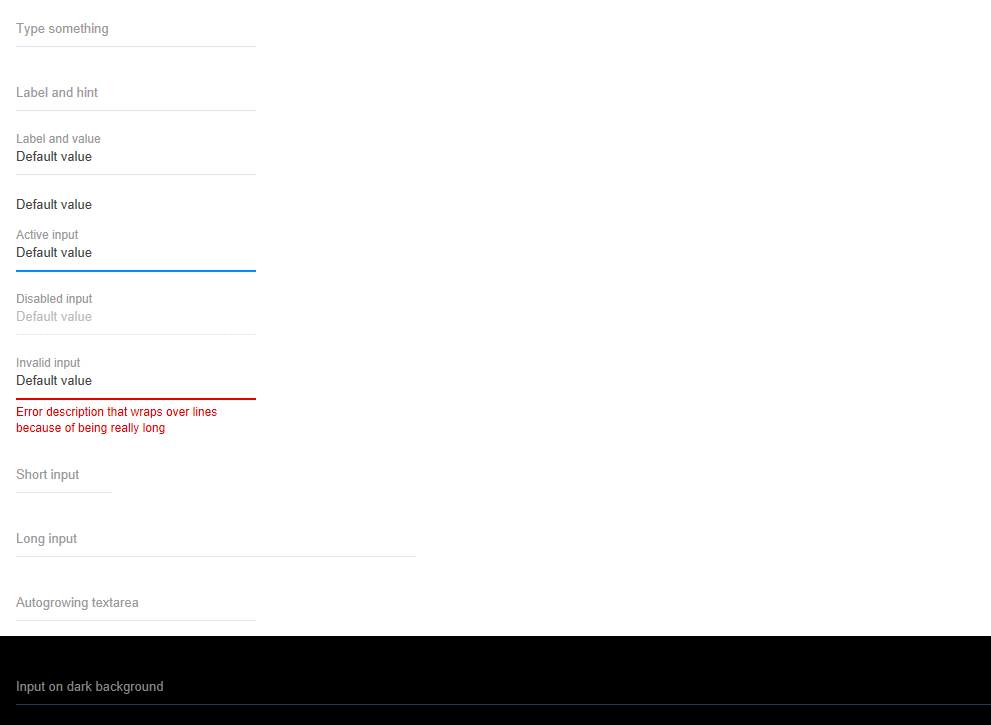 Type something
Label and hint
Label and value
Default value
Default value
Active input
Default value
Disabled input
Default value
Invalid input
Default value
Error description that wraps over lines
because of being really long
Short input
Long input
Autogrowing textarea
Input on dark background